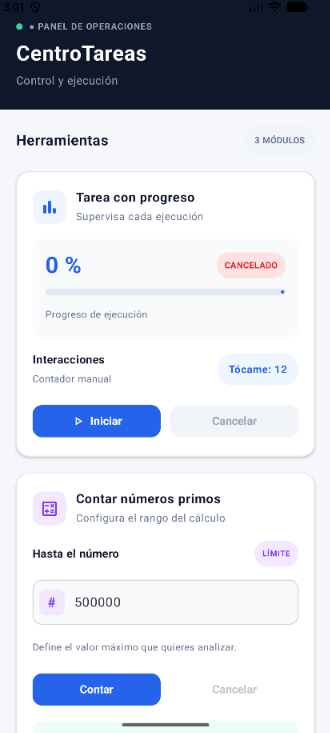 3:01
● PANEL DE OPERACIONES
CentroTareas
Control y ejecución
Herramientas
3 MÓDULOS
Tarea con progreso
Supervisa cada ejecución
0 %
CANCELADO
Progreso de ejecución
Interacciones
Contador manual
Tócame: 12
Iniciar
Cancelar
Contar números primos
Configura el rango del cálculo
Hasta el número
LÍMITE
# 500000
Define el valor máximo que quieres analizar.
Contar
Cancelar